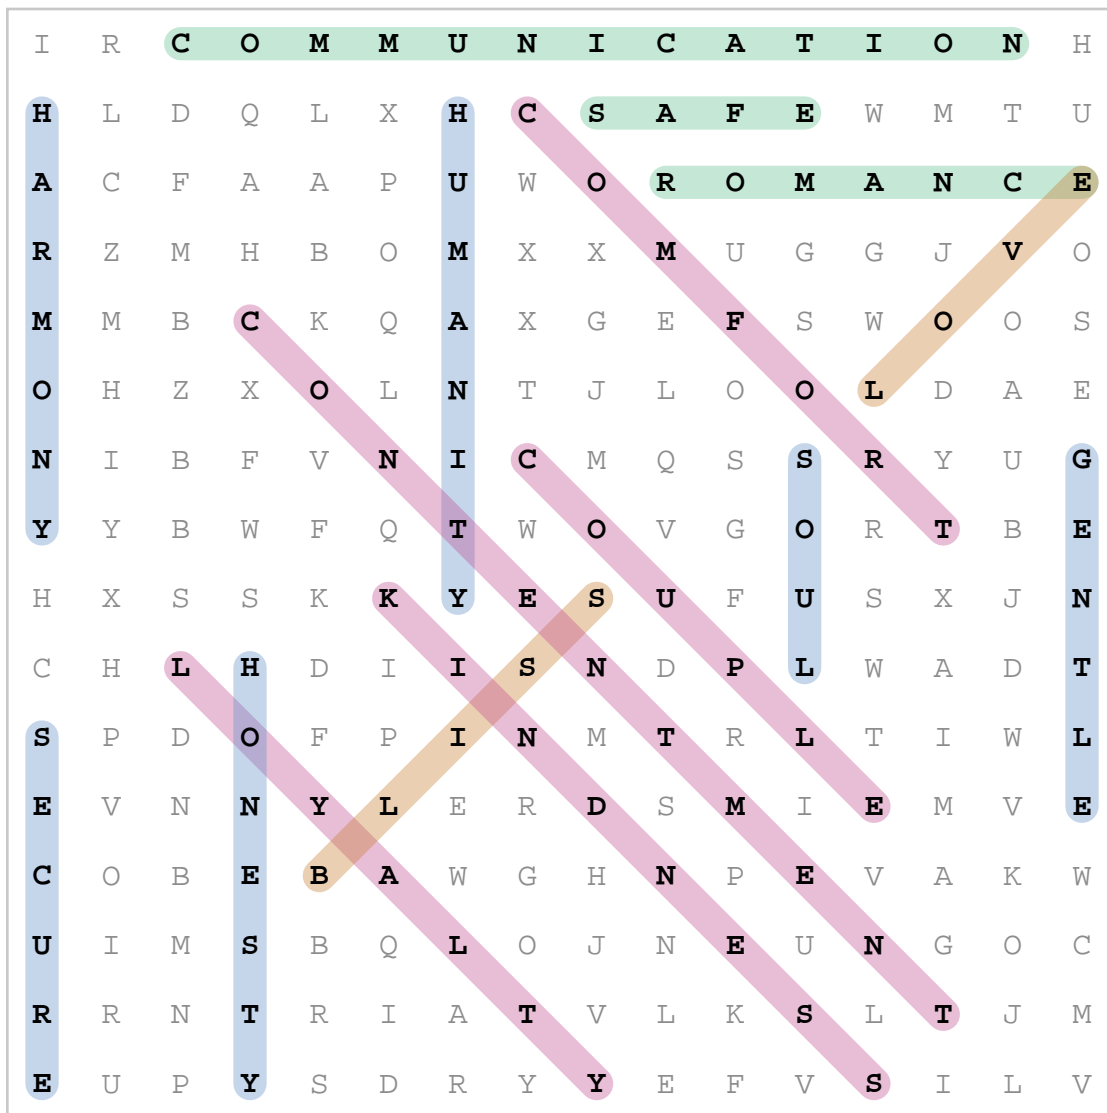 I R C O M M U N I C A T I O N H
H L D Q L X H C S A F E W M T U
A C F A A P U W O R O M A N C E
R Z M H B O M X X M U G G J V O
M M B C K Q A X G E F S W O O S
O H Z X O L N T J L O O L D A E
N I B F V N I C M Q S S R Y U G
Y Y B W F Q T W O V G O R T B E
H X S S K K Y E S U F U S X J N
C H L H D I I S N D P L W A D T
S P D O F P I N M T R L T I W L
E V N N Y L E R D S M I E M V E
C O B E B A W G H N P E V A K W
U I M S B Q L O J N E U N G O C
R R N T R I A T V L K S L T J M
E U P Y S D R Y Y E F V S I L V